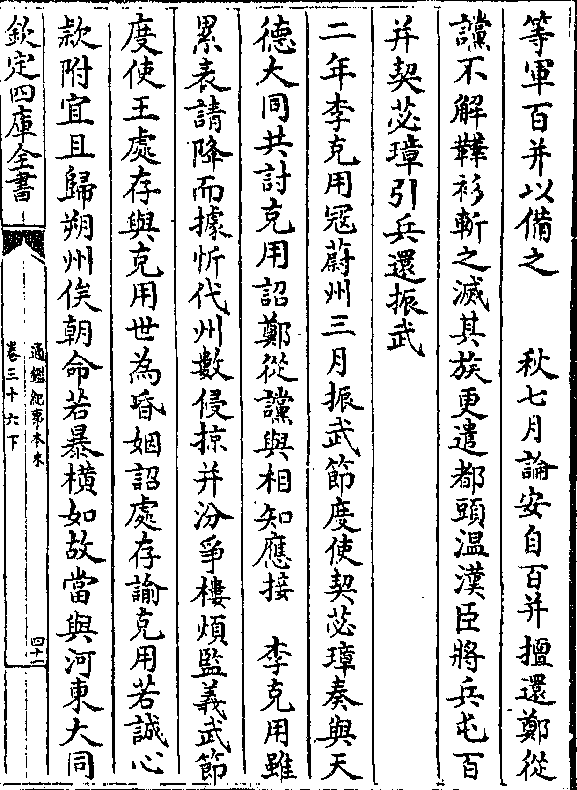 等軍百井以備之　秋七月論安自百井擅還鄭從
讜不解鞾衫斬之滅其族更遣都頭温漢臣將兵屯百
井契苾璋引兵還振武
二年李克用冦蔚州三月振武節度使契苾璋奏與天
德大同共討克用詔鄭從讜與相知應接　李克用雖
累表請降而據忻代州數侵掠并汾爭樓煩監義武節
度使王處存與克用世為昏姻詔處存諭克用若誠心
款附宜且歸朔州俟朝命若暴橫如故當與河東大同
欽定四庫全書
通鑑紀事本末
卷三十六下
四十二